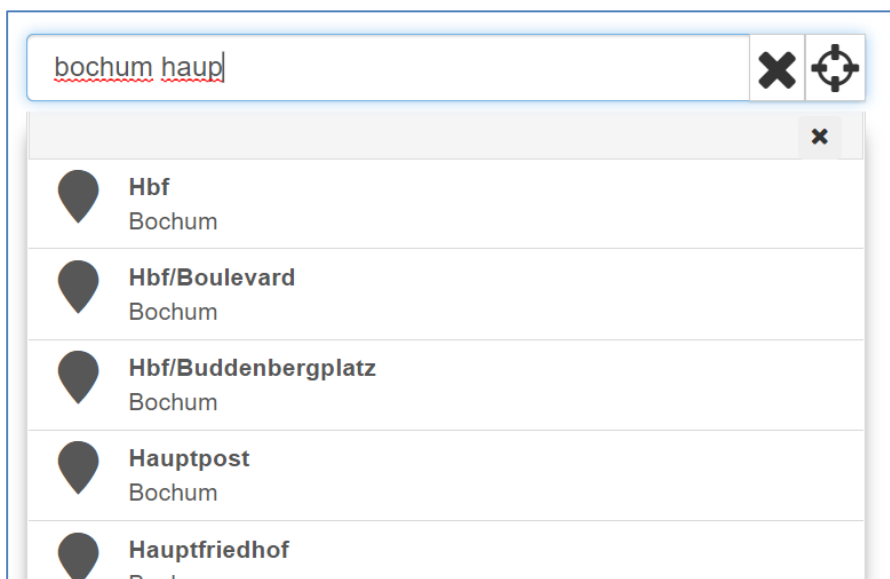 bochum haup
Hbf
Bochum
Hbf/Boulevard
Bochum
Hbf/Buddenbergplatz
Bochum
Hauptpost
Bochum
Hauptfriedhof